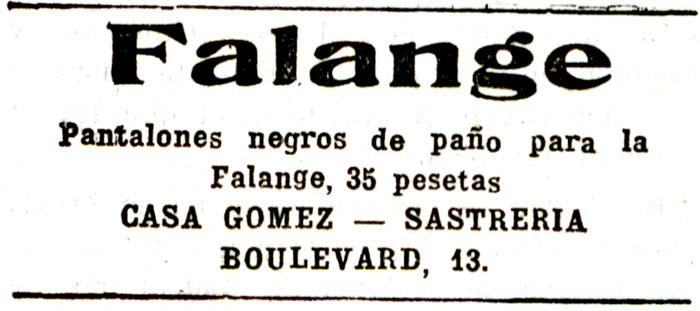 Falange
Pantalones negros de paño para la
Falange, 35 pesetas
CASA GOMEZ — SASTRERIA
BOULEVARD, 13.